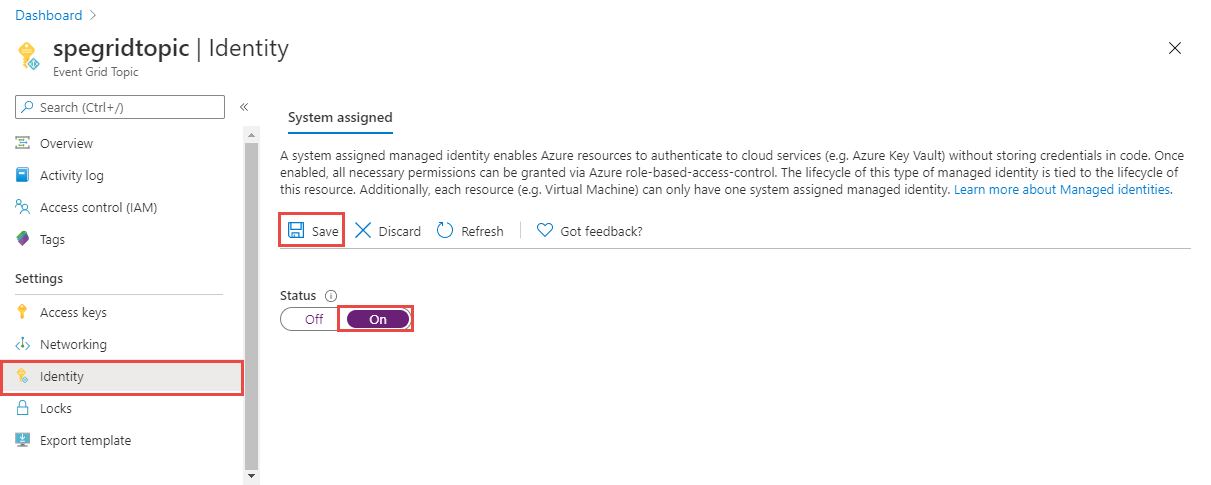 Dashboard
spegridtopic | Identity
Event Grid Topic
Search (Ctrl+/)
Overview
Activity log
Access control (IAM)
Tags
Settings
Access keys
Networking
Identity
Locks
Export template
System assigned
A system assigned managed identity enables Azure resources to authenticate to cloud services (e.g. Azure Key Vault) without storing credentials in code. Once
enabled, all necessary permissions can be granted via Azure role-based-access-control. The lifecycle of this type of managed identity is tied to the lifecycle of
this resource. Additionally, each resource (e.g. Virtual Machine) can only have one system assigned managed identity. Learn more about Managed identities.
Save Discard Refresh Got feedback?
Status
Off On